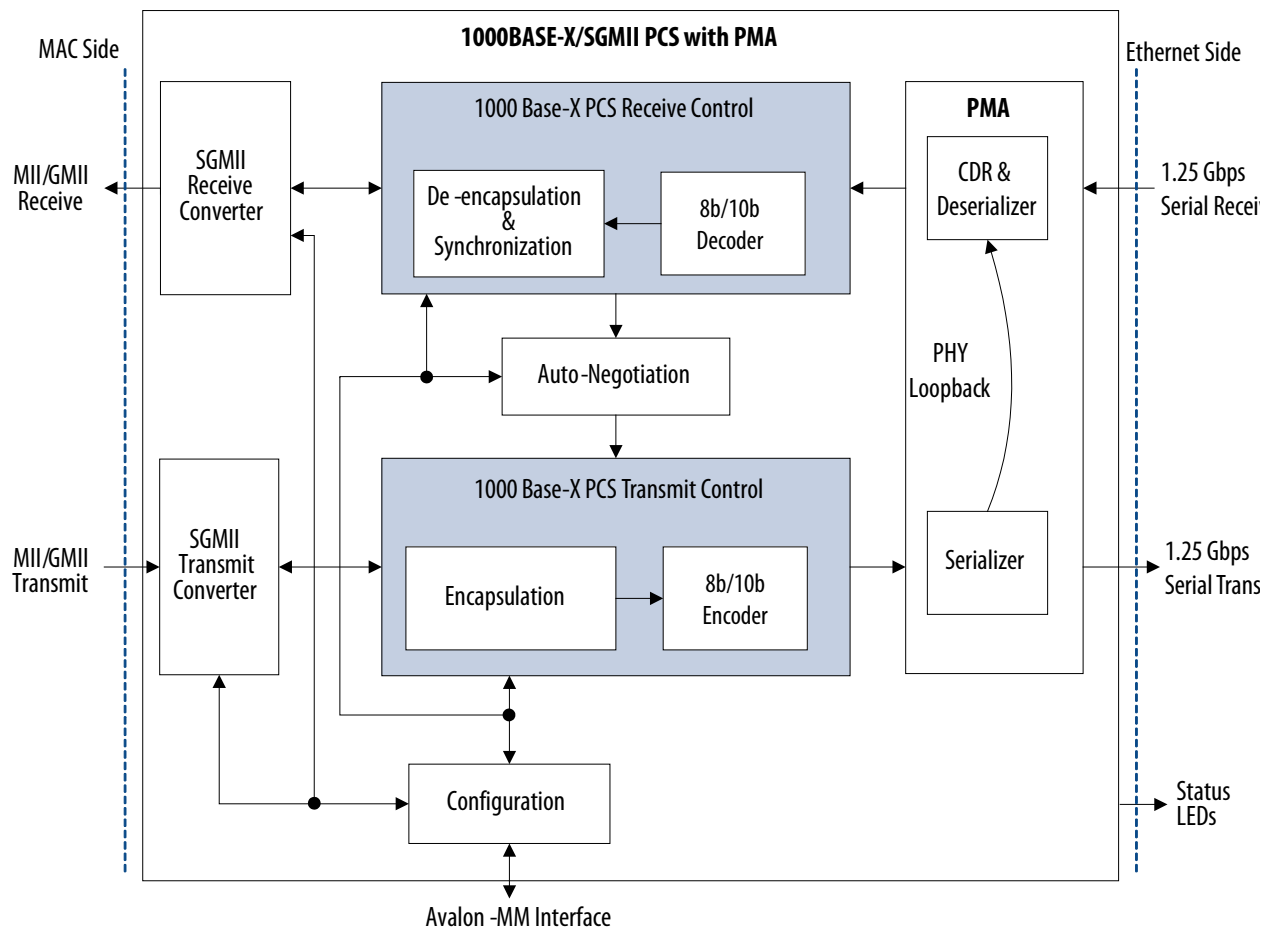 1000BASE-X/SGMII PCS with PMA
MAC Side
Ethernet Side
1000 Base-X PCS Receive Control
PMA
SGMII
Receive
Converter
MII/GMII
Receive
De -encapsulation
&
Synchronization
8b/10b
Decoder
CDR &
Deserializer
1.25 Gbps
Serial Recei
Auto -Negotiation
PHY
Loopback
1000 Base-X PCS Transmit Control
SGMII
Transmit
Converter
MII/GMII
Transmit
Encapsulation
8b/10b
Encoder
Serializer
1.25 Gbps
Serial Trans
Configuration
Status
LEDs
Avalon -MM Interface